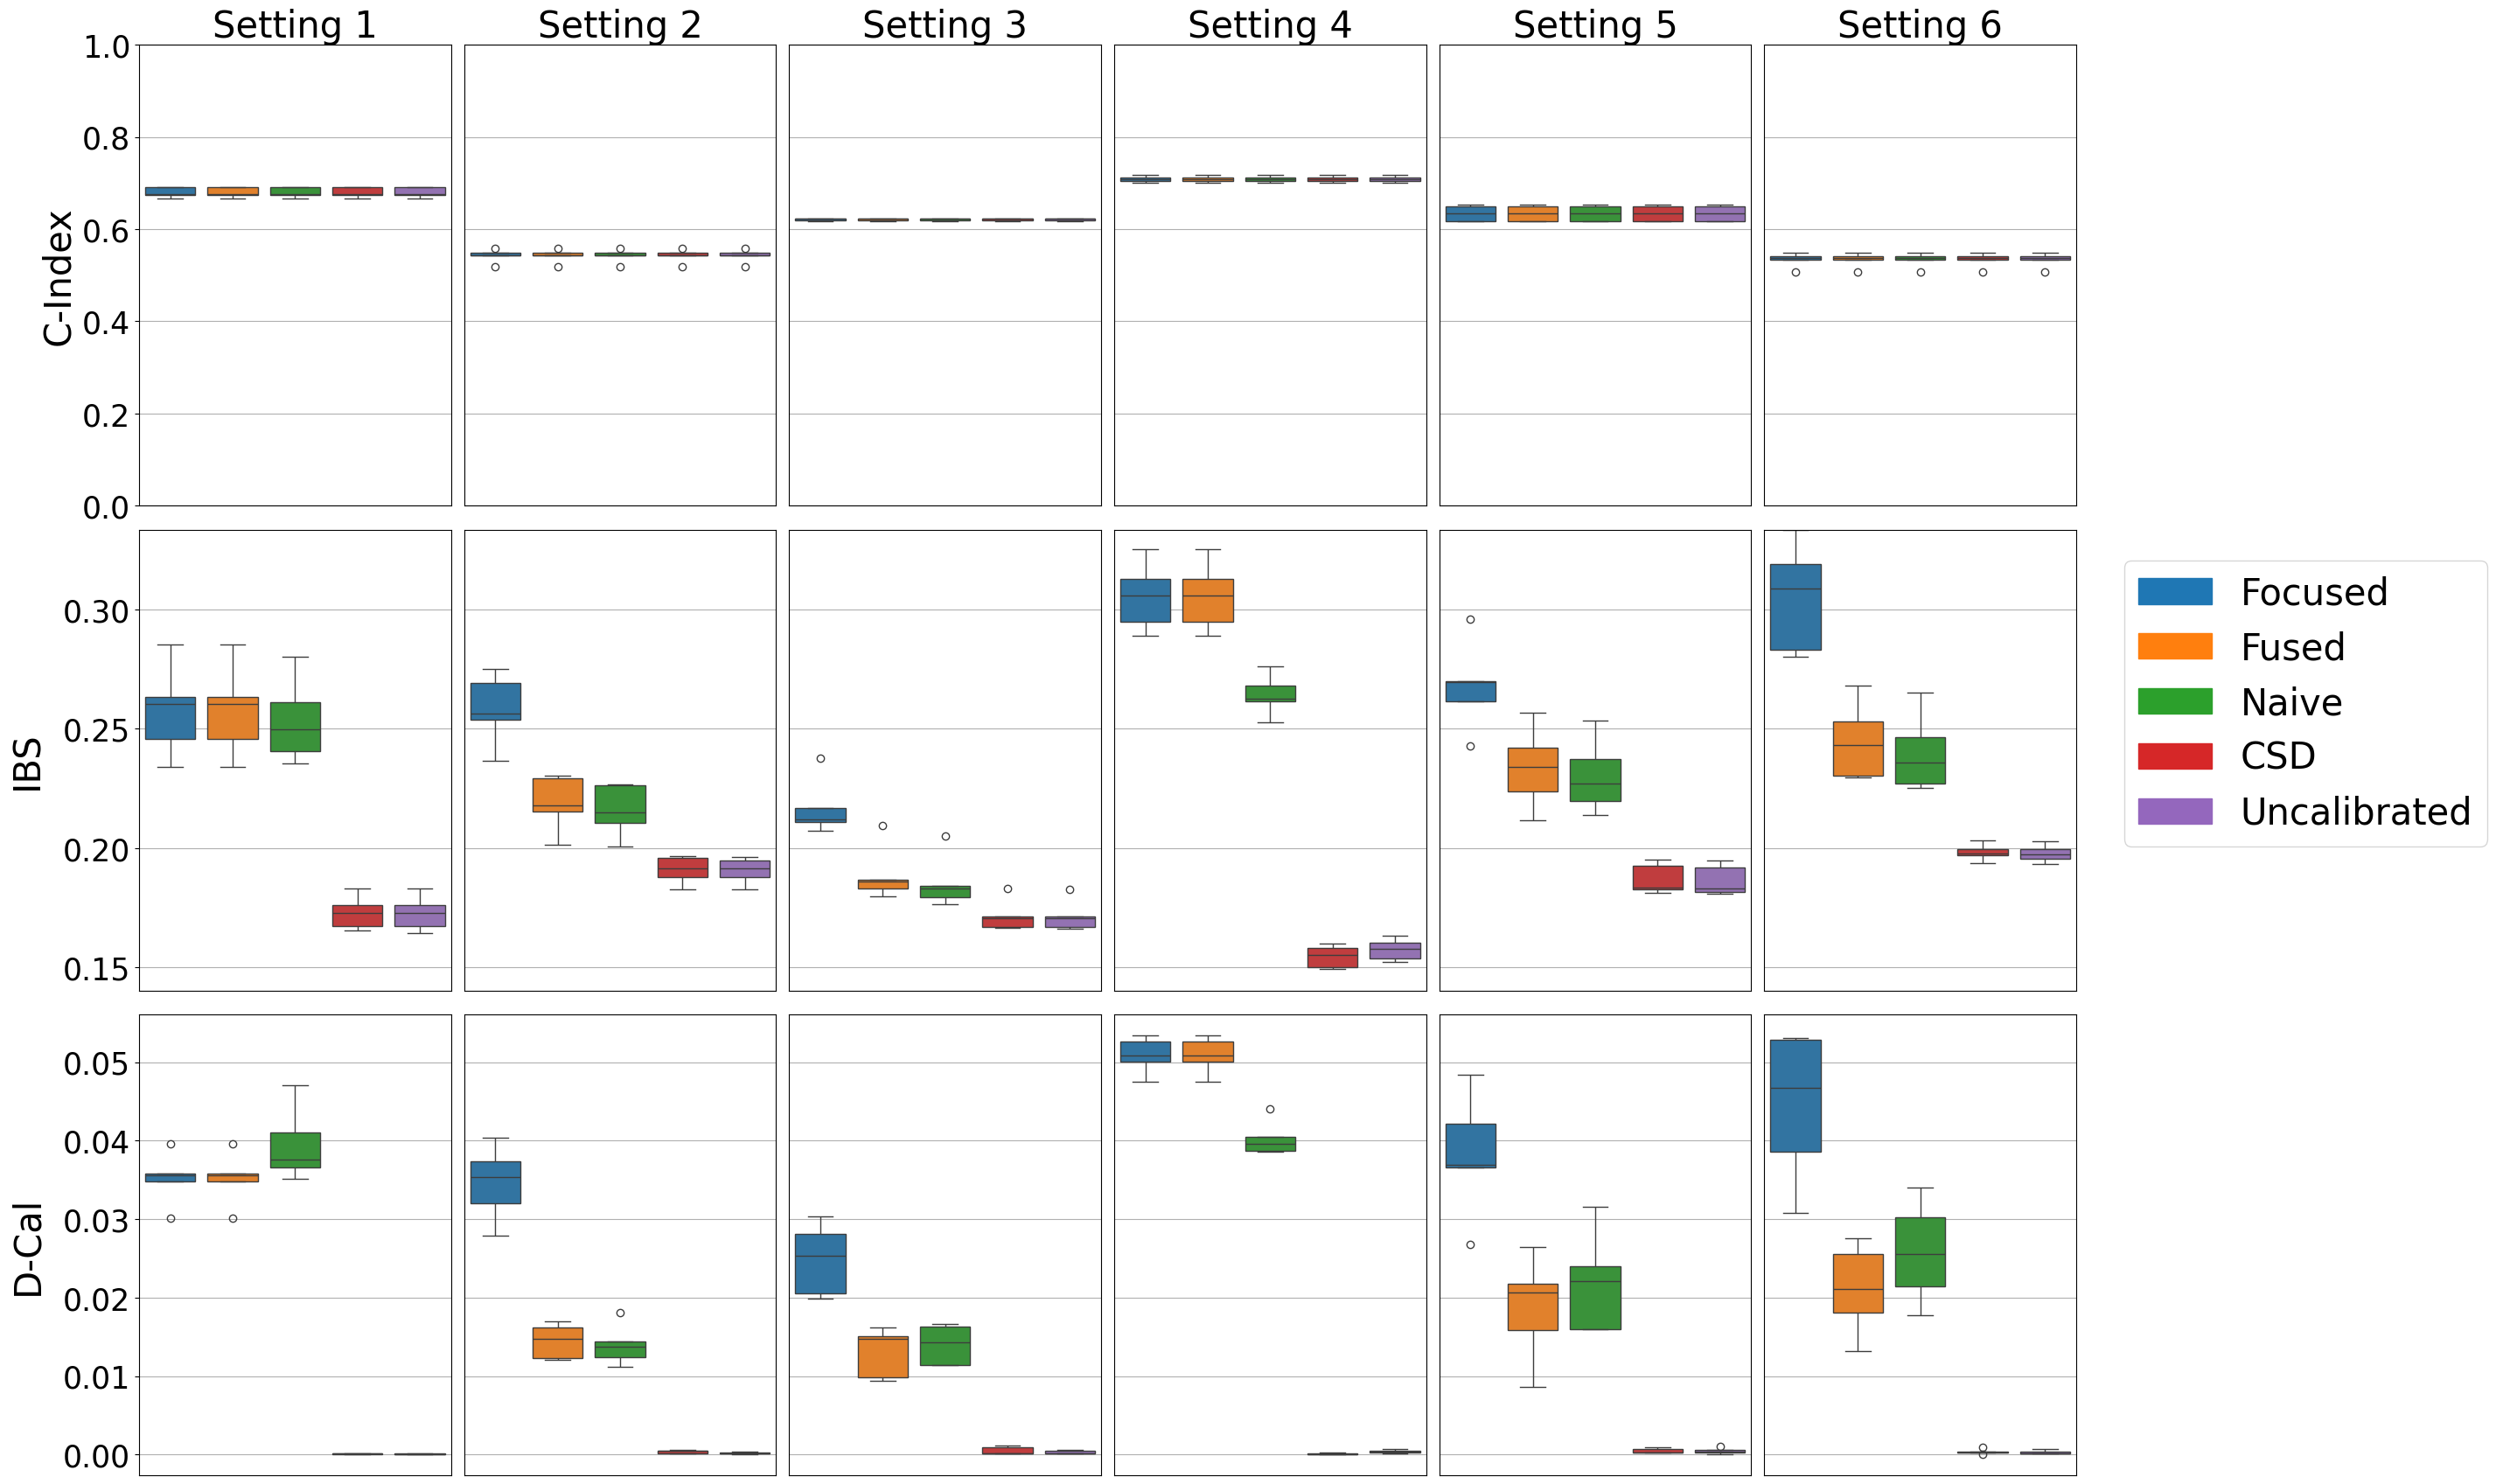 Setting 1
Setting 2
Setting 3
Setting 4
Setting 5
Setting 6
C-Index
1.0
0.8
0.6
0.4
0.2
0.0
IBS
0.30
0.25
0.20
0.15
D-Cal
0.05
0.04
0.03
0.02
0.01
0.00
Focused
Fused
Naive
CSD
Uncalibrated